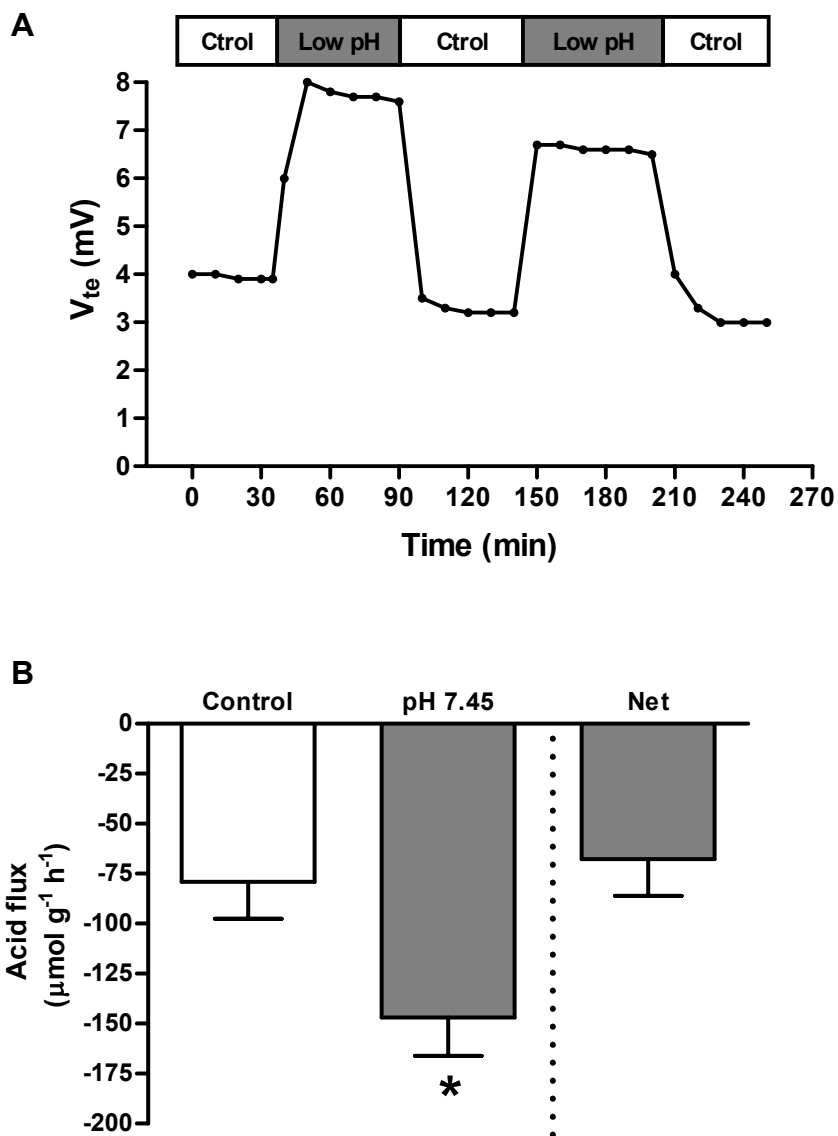 A
Ctrol Low pH Ctrol Low pH Ctrol
8
7
6
5
4
3
2
1
0
V_te (mV)
0 30 60 90 120 150 180 210 240 270
Time (min)
B
Control pH 7.45 Net
0
-25
-50
-75
-100
-125
-150
-175
-200
Acid flux
(μmol g⁻¹ h⁻¹)
*